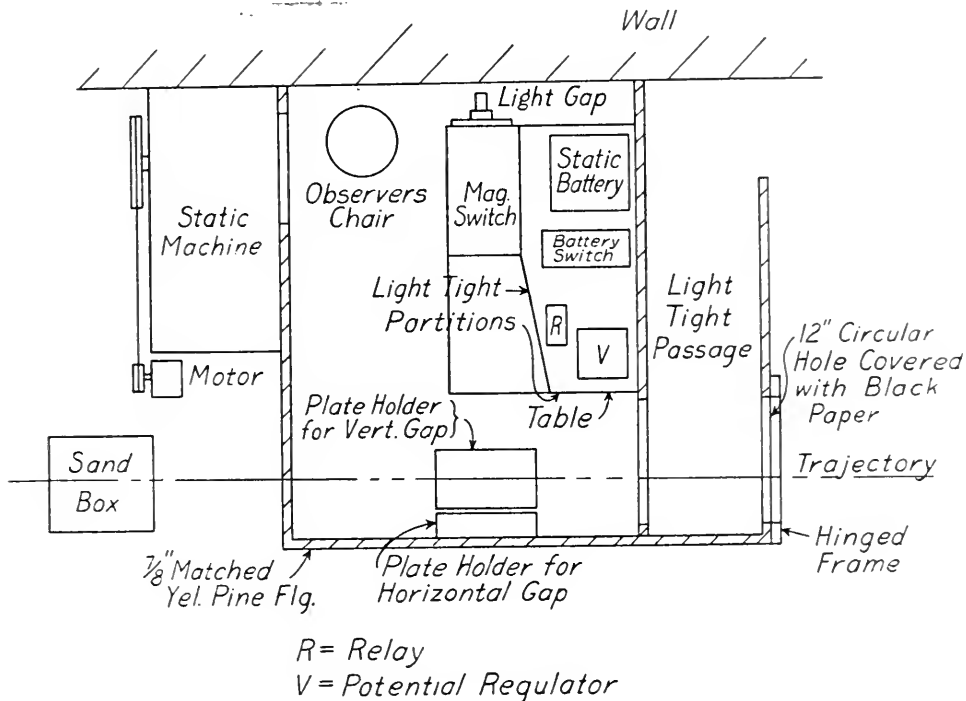 Wall
Light Gap
Static
Battery
Observers
Chair
Mag.
Switch
Static
Machine
Battery
Switch
Light Tight
Partitions
R
V
Light
Tight
Passage
12" Circular
Hole Covered
with Black
Paper
Motor
Plate Holder
for Vert. Gap
Table
Sand
Box
Trajectory
Hinged
Frame
7/8" Matched
Yel. Pine Flg.
Plate Holder for
Horizontal Gap
R = Relay
V = Potential Regulator